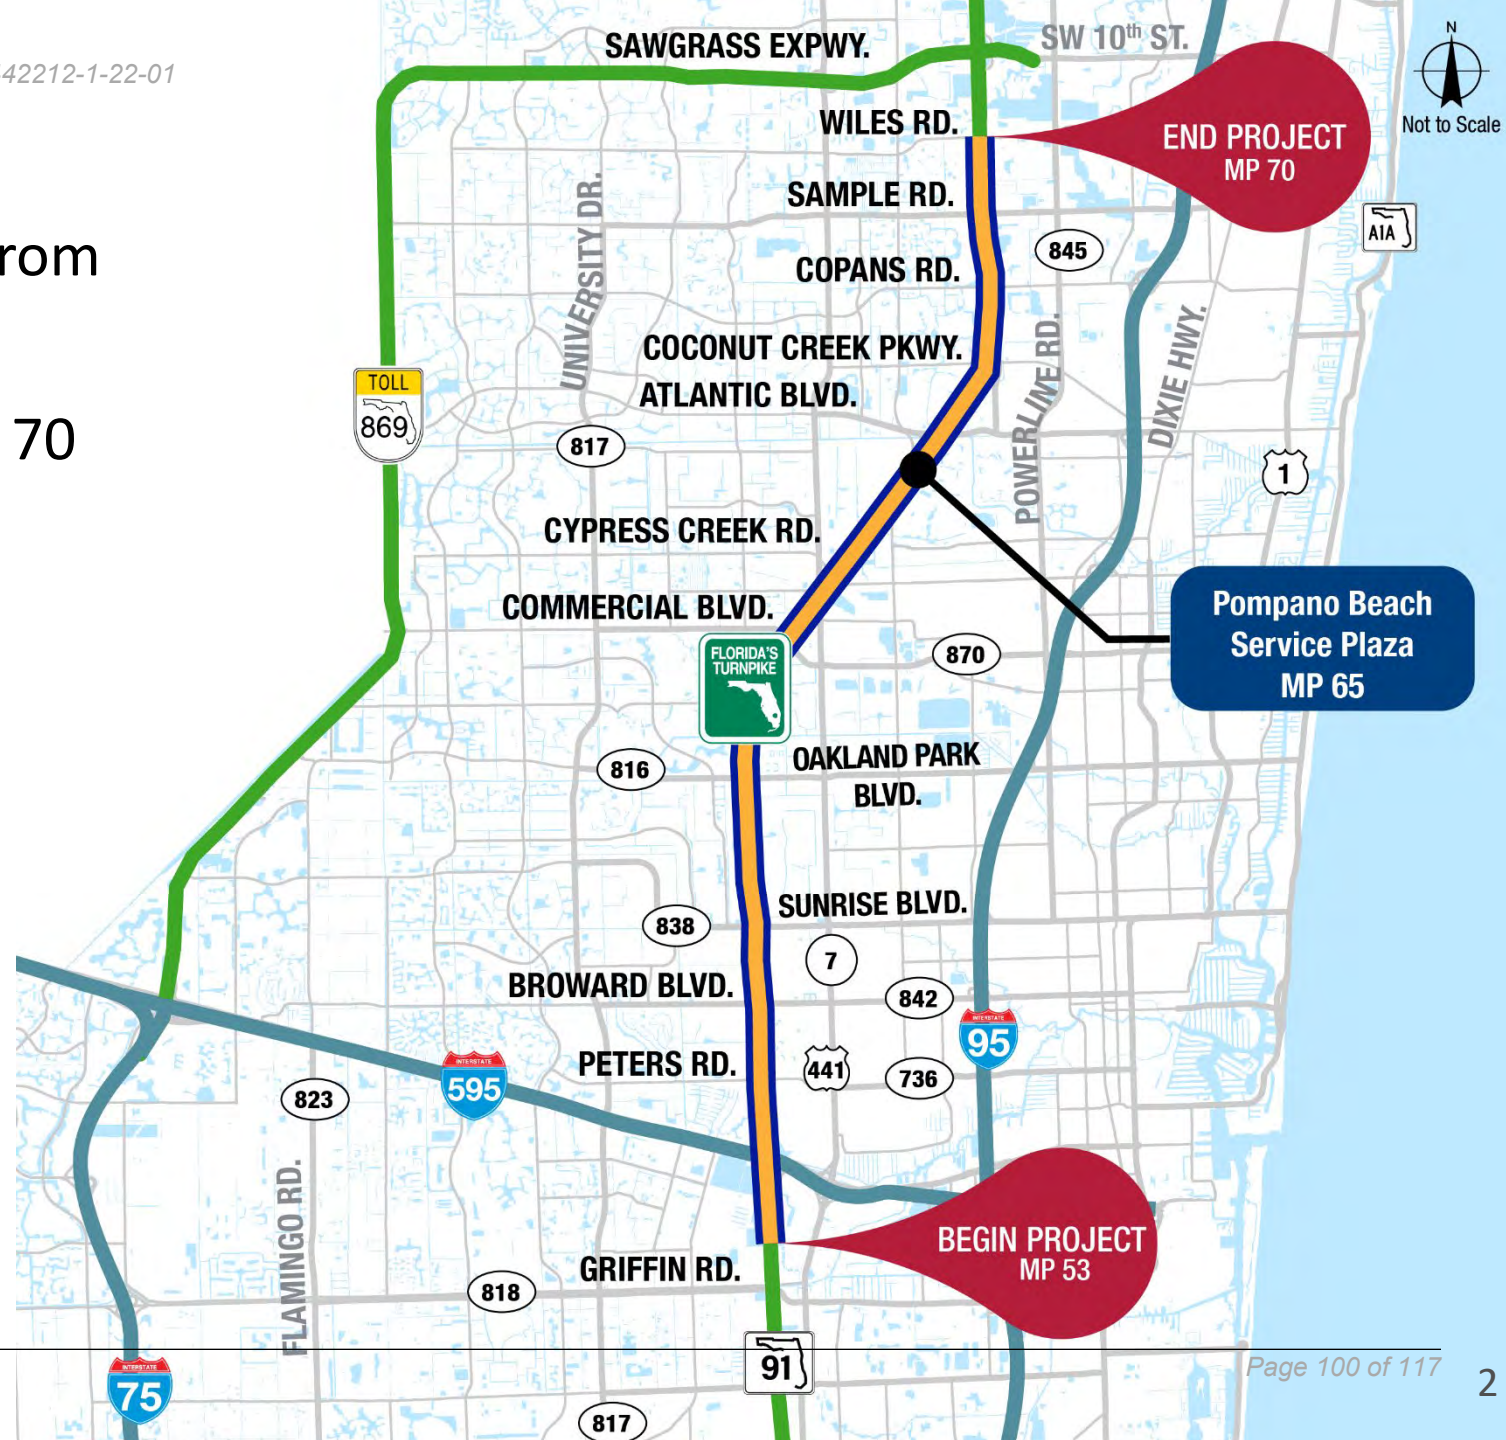 42212-1-22-01
rom
70
N
Not to Scale
SAWGRASS EXPWY.
SW 10th ST.
WILES RD.
END PROJECT
MP 70
SAMPLE RD.
UNIVERSITY DR.
845
A1A
COPANS RD.
COCONUT CREEK PKWY.
POWERLINE RD.
DIXIE HWY.
TOLL
869
ATLANTIC BLVD.
817
1
CYPRESS CREEK RD.
COMMERCIAL BLVD.
Pompano Beach
Service Plaza
MP 65
FLORIDA'S
TURNPIKE
870
816
OAKLAND PARK
BLVD.
SUNRISE BLVD.
838
7
BROWARD BLVD.
842
INTERSTATE
95
PETERS RD.
441
736
INTERSTATE
595
823
FLAMINGO RD.
BEGIN PROJECT
MP 53
GRIFFIN RD.
818
91
INTERSTATE
75
817
Page 100 of 117
2